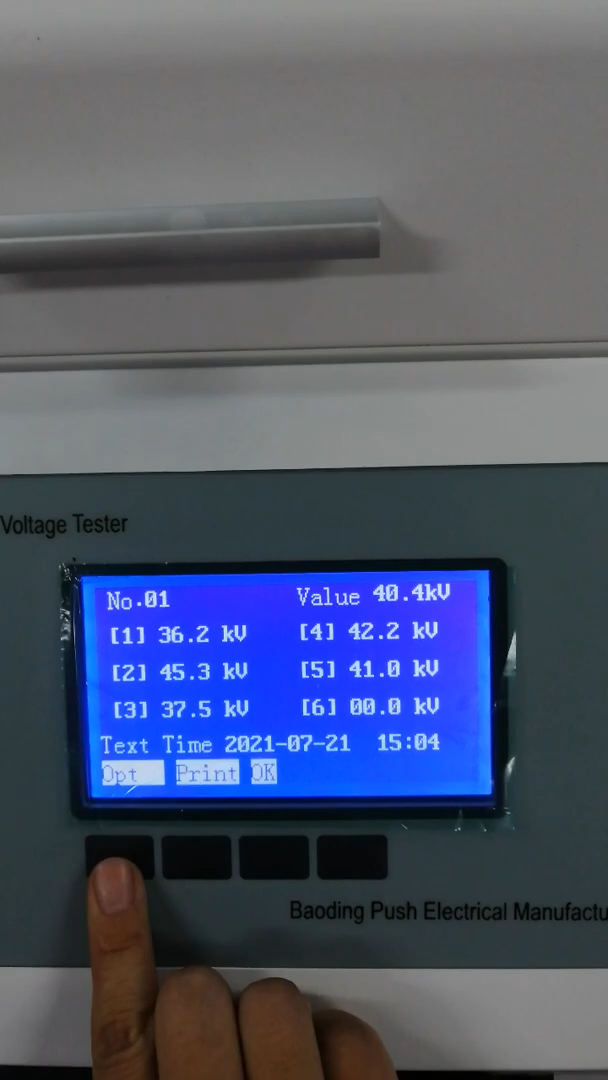 Voltage Tester
No.01 Value 40.4kV
[1] 36.2 kV [4] 42.2 kV
[2] 45.3 kV [5] 41.0 kV
[3] 37.5 kV [6] 00.0 kV
Text Time 2021-07-21 15:04
Opt Print OK
Baoding Push Electrical Manufactu